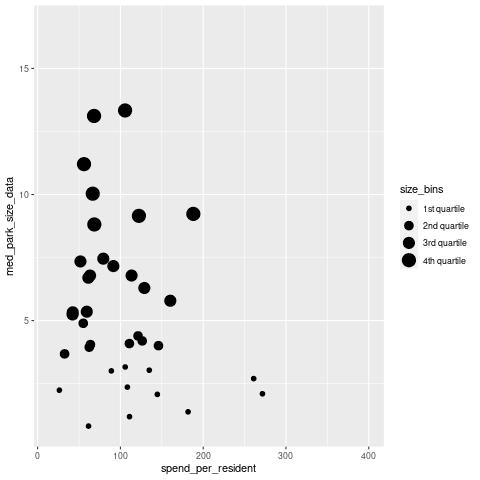 15
10
5
med_park_size_data
0
100
200
300
400
spend_per_resident
size_bins
1st quartile
2nd quartile
3rd quartile
4th quartile